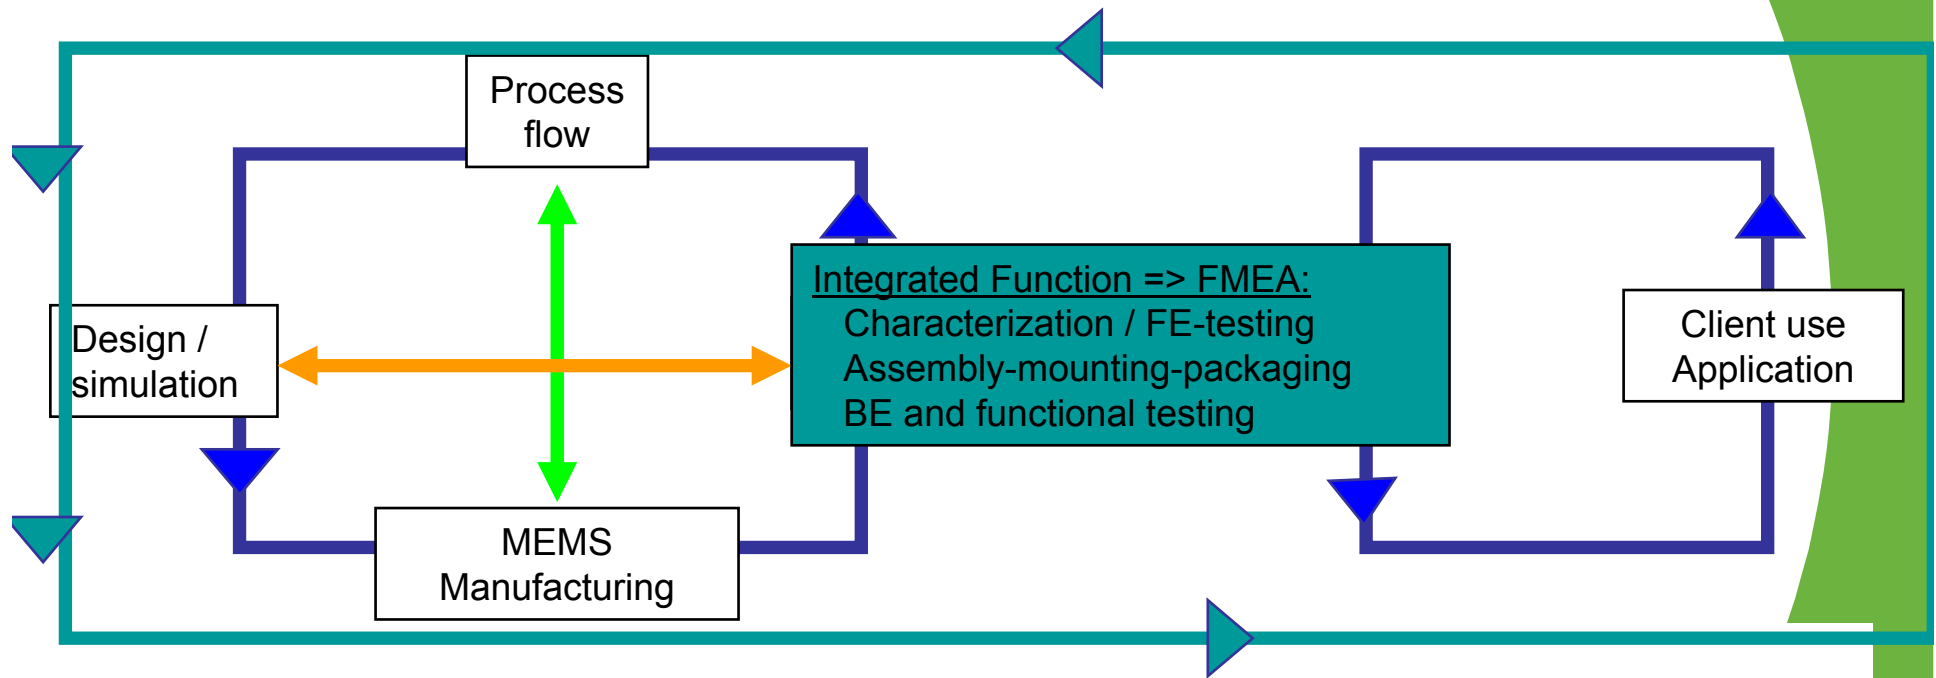 Process
flow
Design /
simulation
Integrated Function => FMEA:
Characterization / FE-testing
Assembly-mounting-packaging
BE and functional testing
Client use
Application
MEMS
Manufacturing